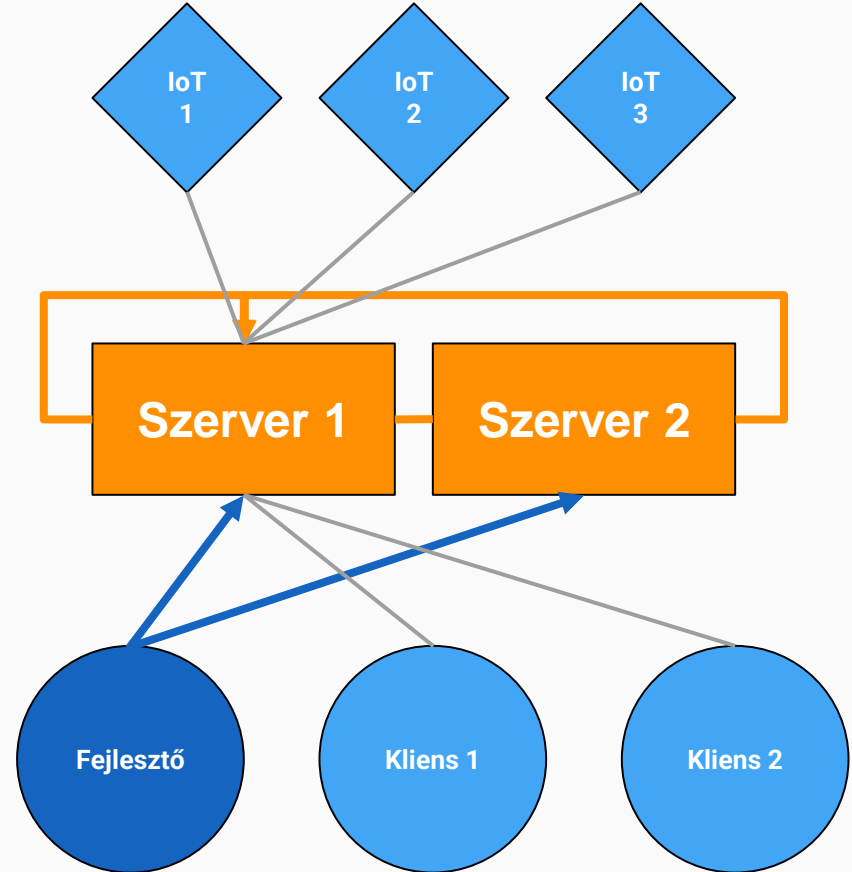 IoT
1
IoT
2
IoT
3
Szerver 1
Szerver 2
Fejlesztő
Kliens 1
Kliens 2